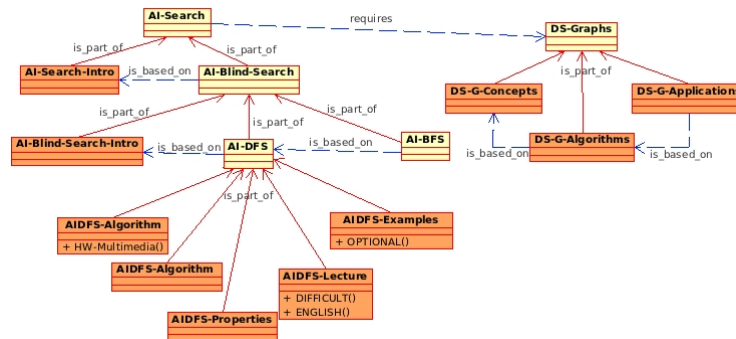 AI-Search
requires
DS-Graphs
is_part_of
is_part_of
is_part_of
AI-Search-Intro
is_based_on
AI-Blind-Search
DS-G-Concepts
DS-G-Applications
is_part_of
is_part_of
is_part_of
AI-Blind-Search-Intro
is_based_on
AI-DFS
is_based_on
AI-BFS
DS-G-Algorithms
is_based_on
is_based_on
is_part_of
AIDFS-Algorithm
+ HW-Multimedia()
AIDFS-Examples
+ OPTIONAL()
AIDFS-Algorithm
AIDFS-Lecture
+ DIFFICULT()
+ ENGLISH()
AIDFS-Properties